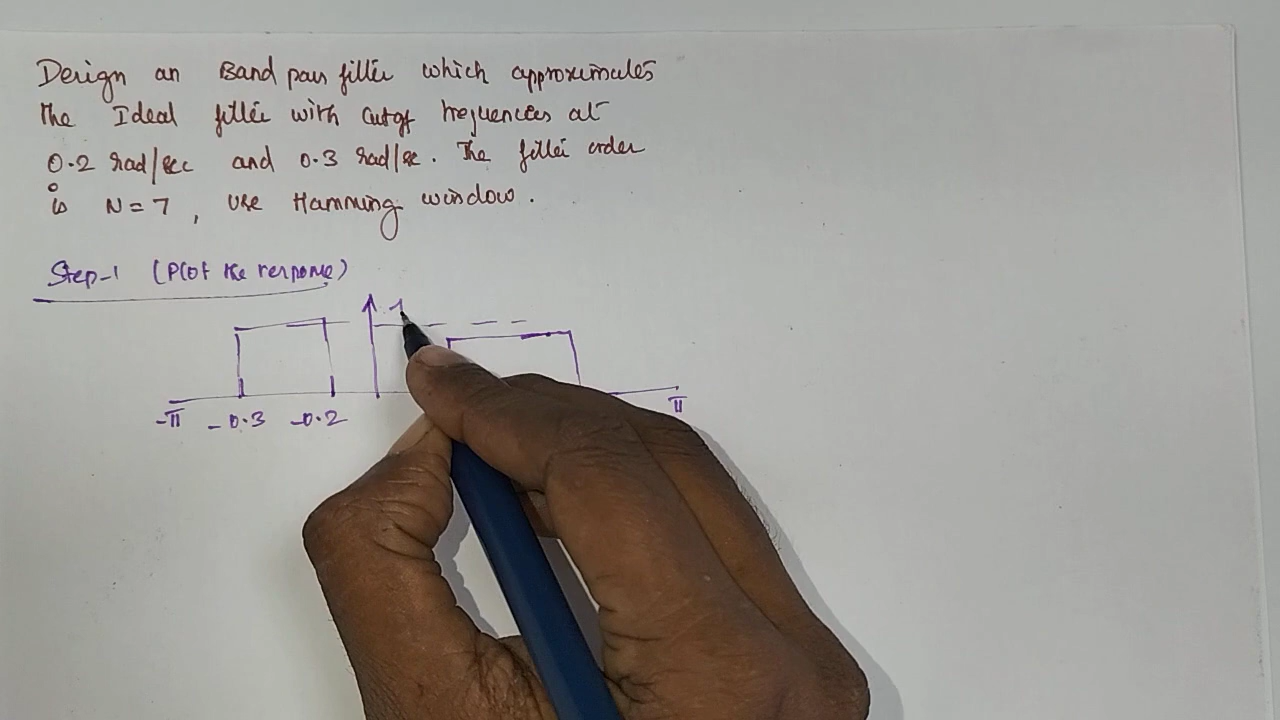 Design an Band pass filter which approximates
the Ideal filter with cutoff frequencies at
0.2 rad/sec and 0.3 rad/sec. The filter order
is N=7, use Hamming window.
Step-1 (Plot the response)
1
-π -0.3 -0.2 π